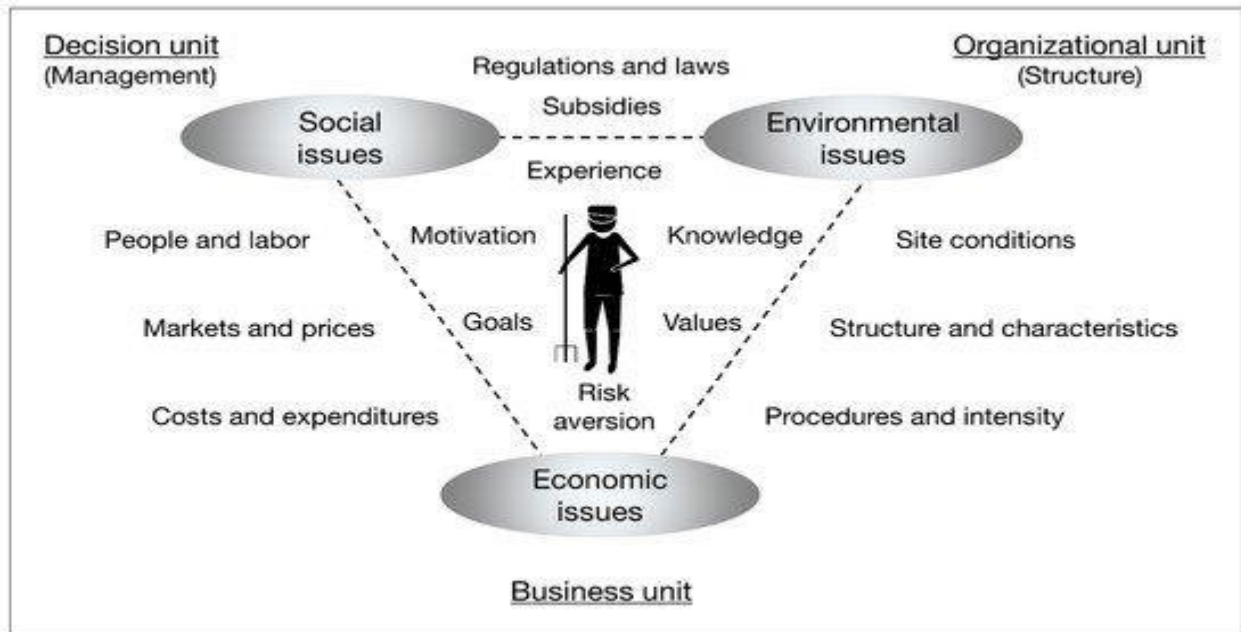 Decision unit
(Management)
Organizational unit
(Structure)
Regulations and laws
Subsidies
Social
issues
Environmental
issues
Experience
People and labor
Motivation
Knowledge
Site conditions
Markets and prices
Goals
Values
Structure and characteristics
Costs and expenditures
Risk
aversion
Procedures and intensity
Economic
issues
Business unit